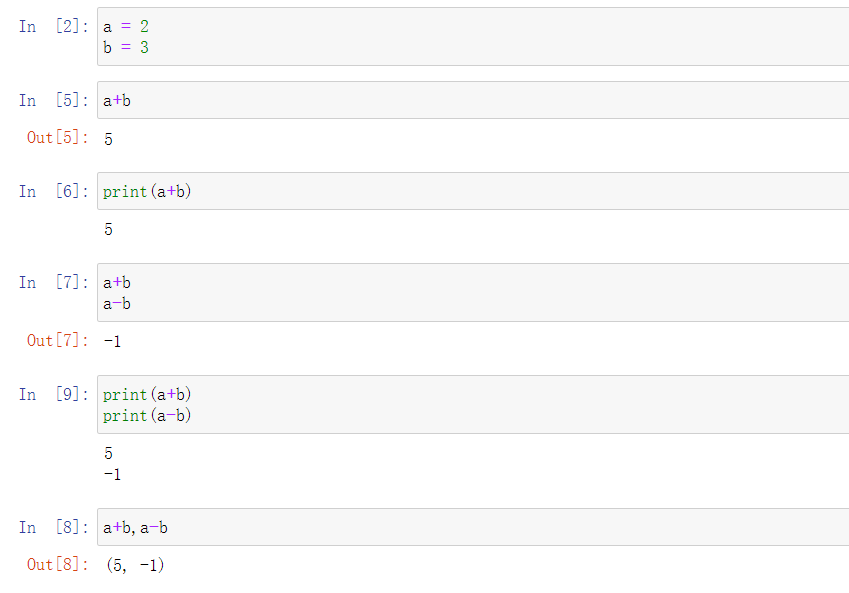 In [2]: a = 2
b = 3
In [5]: a+b
Out[5]: 5
In [6]: print(a+b)
5
In [7]: a+b
a-b
Out[7]: -1
In [9]: print(a+b)
print(a-b)
5
-1
In [8]: a+b,a-b
Out[8]: (5, -1)